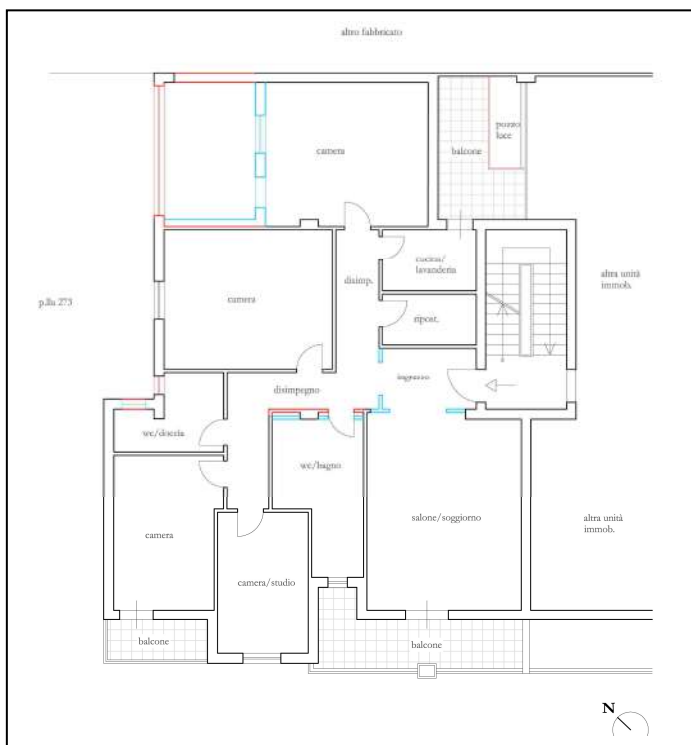 altro fabbricato
pozzo
luce
camera
balcone
cucina/
lavanderia
disimp.
altra unità
immob.
p.lla 273
camera
ripost.
ingresso
disimpegno
wc/doccia
wc/bagno
salone/soggiorno
altra unità
immob.
camera
camera/studio
balcone
balcone
N